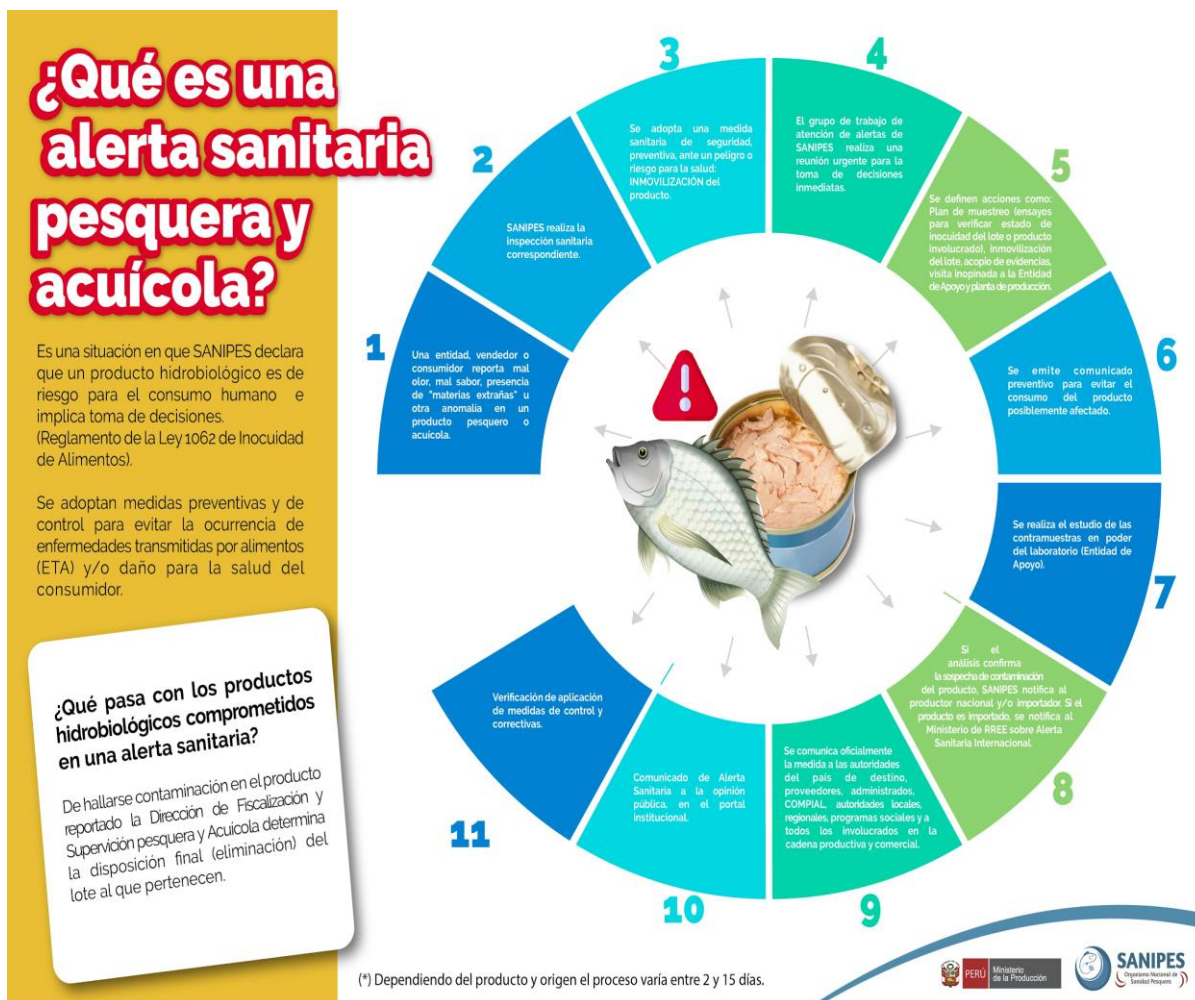 ¿Qué es una
alerta sanitaria
pesquera y
acuícola?
Es una situación en que SANIPES declara
que un producto hidrobiológico es de
riesgo para el consumo humano e
implica toma de decisiones.
(Reglamento de la Ley 1062 de Inocuidad
de Alimentos).
Se adoptan medidas preventivas y de
control para evitar la ocurrencia de
enfermedades transmitidas por alimentos
(ETA) y/o daño para la salud del
consumidor.
¿Qué pasa con los productos
hidrobiológicos comprometidos
en una alerta sanitaria?
De hallarse contaminación en el producto
reportado la Dirección de Fiscalización y
Supervición pesquera y Acuicola determina
la disposición final (eliminación) del
lote al que pertenecen.
1
Una entidad, vendedor o
consumidor reporta mal
olor, mal sabor, presencia
de "materias extrañas" u
otra anomalía en un
producto pesquero o
acuícola.
2
SANIPES realiza la
inspección sanitaria
correspondiente.
3
Se adopta una medida
sanitaria de seguridad,
preventiva, ante un peligro o
riesgo para la salud:
INMOVILIZACIÓN del
producto.
4
El grupo de trabajo de
atención de alertas de
SANIPES realiza una
reunión urgente para la
toma de decisiones
inmediatas.
5
Se definen acciones como:
Plan de muestreo (ensayos
para verificar estado de
inocuidad del lote o producto
involucrado), inmovilización
del lote, acopio de evidencias,
visita inopinada a la Entidad
de Apoyo y planta de producción.
6
Se emite comunicado
preventivo para evitar el
consumo del producto
posiblemente afectado.
7
Se realiza el estudio de las
contramuestras en poder
del laboratorio (Entidad de
Apoyo).
8
Si el
análisis confirma
la sospecha de contaminación
del producto, SANIPES notifica al
productor nacional y/o importador. Si el
producto es importado, se notifica al
Ministerio de RREE sobre Alerta
Sanitaria Internacional.
9
Se comunica oficialmente
la medida a las autoridades
del país de destino,
proveedores, administrados,
COMPIAL, autoridades locales,
regionales, programas sociales y a
todos los involucrados en la
cadena productiva y comercial.
10
Comunicado de Alerta
Sanitaria a la opinión
pública, en el portal
institucional.
11
Verificación de aplicación
de medidas de control y
correctivas.
(*) Dependiendo del producto y origen el proceso varía entre 2 y 15 días.
PERÚ
Ministerio
de la Producción
SANIPES
Organismo Nacional de
Sanidad Pesquera